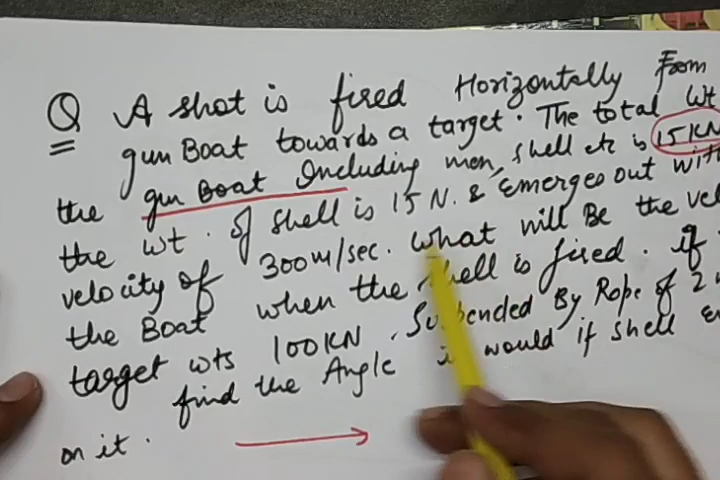 Q A shot is fired Horizontally From
gun Boat towards a target. The total Wt
the gun Boat Including men, shell etc is 15KN
the wt. of shell is 15 N. & Emerges out with
velocity of 300m/sec. what will Be the vel
the Boat when the shell is fired. if
target wts 100KN. Suspended By Rope of 2
find the Angle it would if shell
on it.